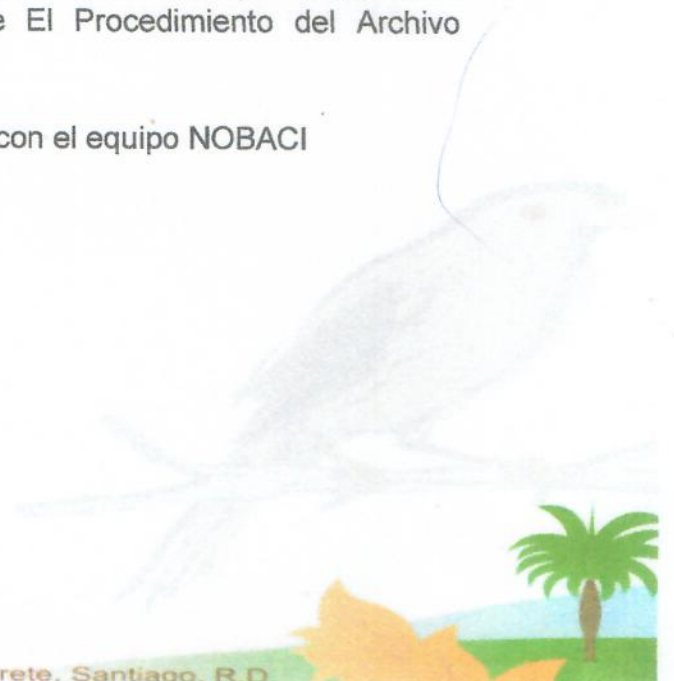 e El Procedimiento del Archivo
con el equipo NOBACI
rete, Santiago, R.D